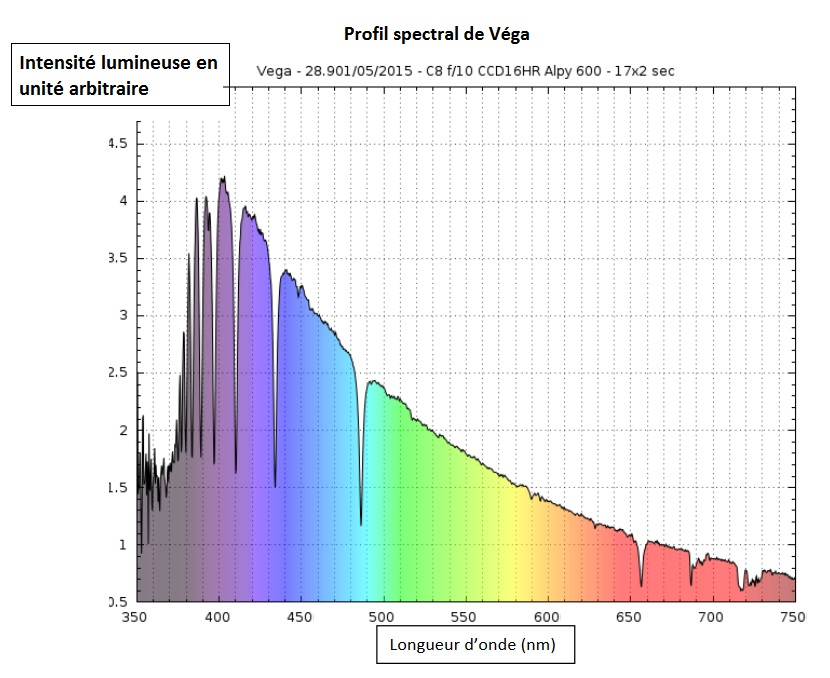 Profil spectral de Véga
Intensité lumineuse en
unité arbitraire
Vega - 28.901/05/2015 - C8 f/10 CCD16HR Alpy 600 - 17x2 sec
4.5
4
3.5
3
2.5
2
1.5
1
0.5
350 400 450 500 550 600 650 700 750
Longueur d’onde (nm)